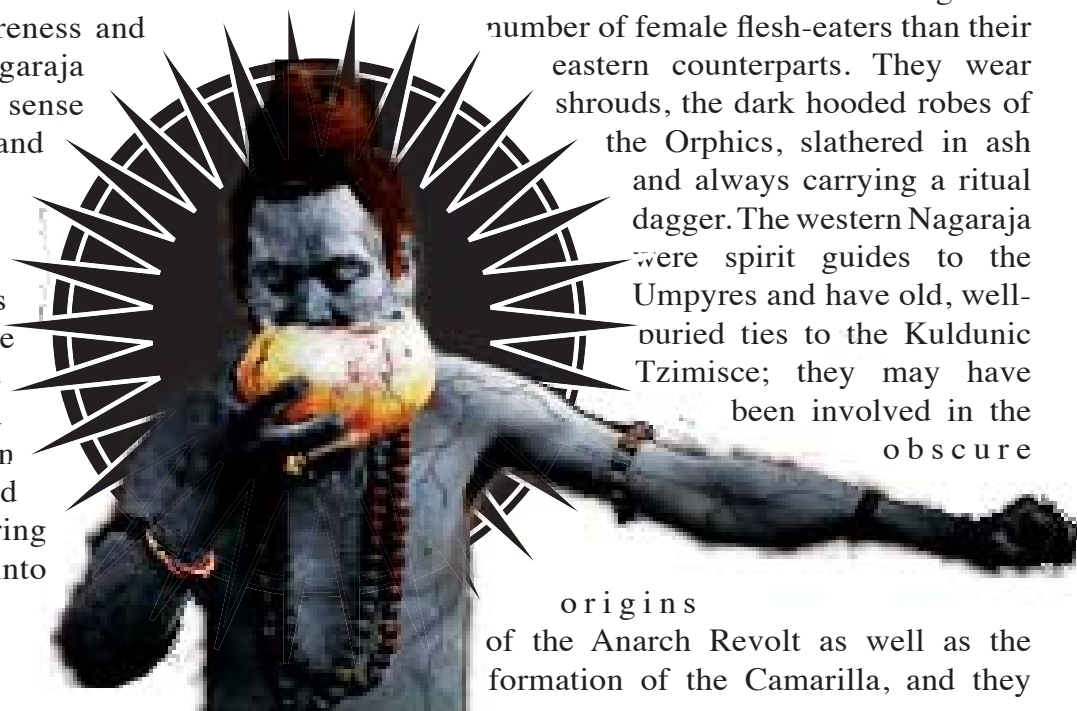 and
sense
and
number of female flesh-eaters than their
eastern counterparts. They wear
shrouds, the dark hooded robes of
the Orphics, slathered in ash
and always carrying a ritual
dagger. The western Nagaraja
were spirit guides to the
Umpyres and have old, well-
buried ties to the Kuldunic
Tzimisce; they may have
been involved in the
obscure
origins
of the Anarch Revolt as well as the
formation of the Camarilla, and they